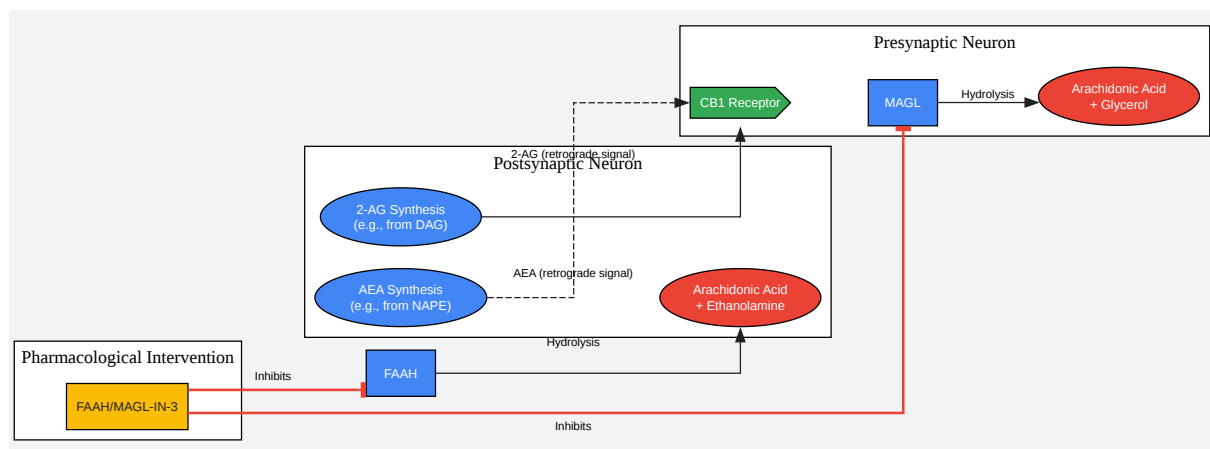 Presynaptic Neuron
CB1 Receptor
MAGL
Hydrolysis
Arachidonic Acid
+ Glycerol
2-AG (retrograde signal)
Postsynaptic Neuron
2-AG Synthesis
(e.g., from DAG)
AEA Synthesis
(e.g., from NAPE)
AEA (retrograde signal)
Arachidonic Acid
+ Ethanolamine
Hydrolysis
Pharmacological Intervention
FAAH/MAGL-IN-3
Inhibits
FAAH
Inhibits